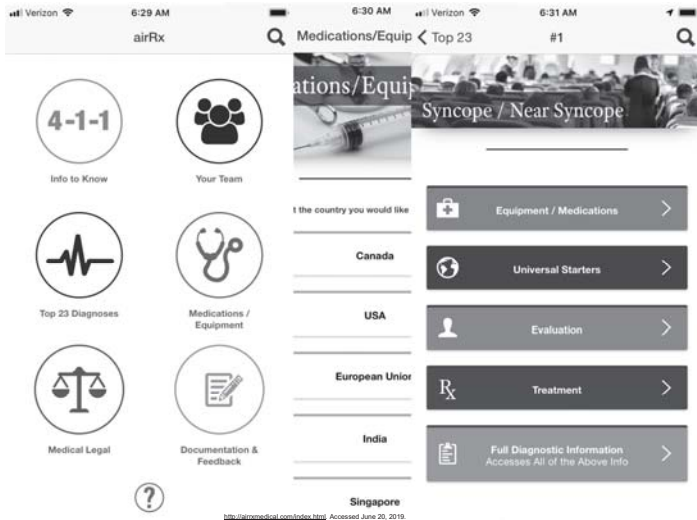 Verizon 6:29 AM
airRx
4-1-1
Info to Know
Your Team
Top 23 Diagnoses
Medications /
Equipment
Medical Legal
Documentation &
Feedback
?
6:30 AM
Medications/Equip
ations/Equip
t the country you would like
Canada
USA
European Union
India
Singapore
Verizon 6:31 AM
Top 23 #1
Syncope / Near Syncope
Equipment / Medications
Universal Starters
Evaluation
Rx Treatment
Full Diagnostic Information
Accesses All of the Above Info
http://airrxmedical.com/index.html. Accessed June 20, 2019.